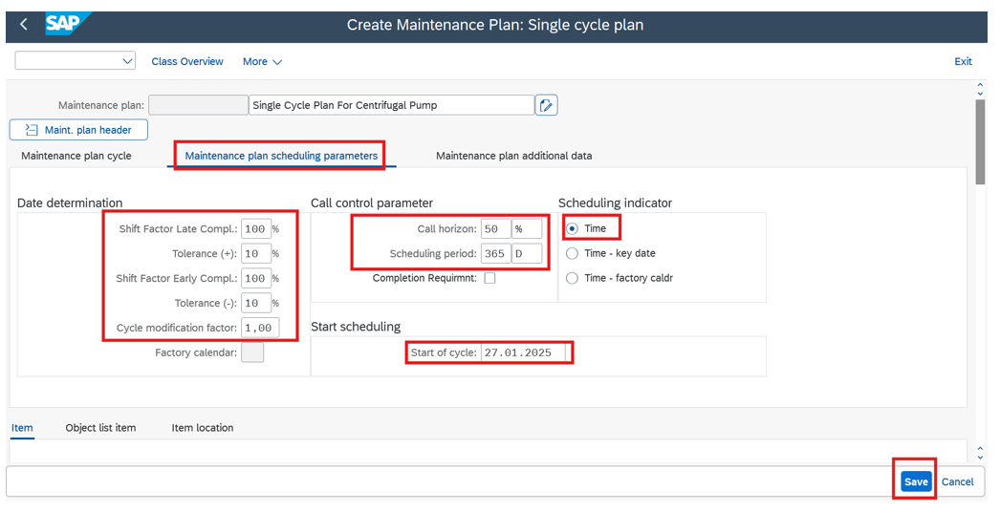 SAP Create Maintenance Plan: Single cycle plan
Class Overview More Exit
Maintenance plan: Single Cycle Plan For Centrifugal Pump
Maint. plan header
Maintenance plan cycle Maintenance plan scheduling parameters Maintenance plan additional data
Date determination Call control parameter Scheduling indicator
Shift Factor Late Compl.: 100 % Call horizon: 50 % Time
Tolerance (+): 10 % Scheduling period: 365 D Time - key date
Shift Factor Early Compl.: 100 % Completion Requirmnt: Time - factory caldr
Tolerance (-): 10 %
Cycle modification factor: 1,00 Start scheduling
Factory calendar: Start of cycle: 27.01.2025
Item Object list item Item location
Save Cancel